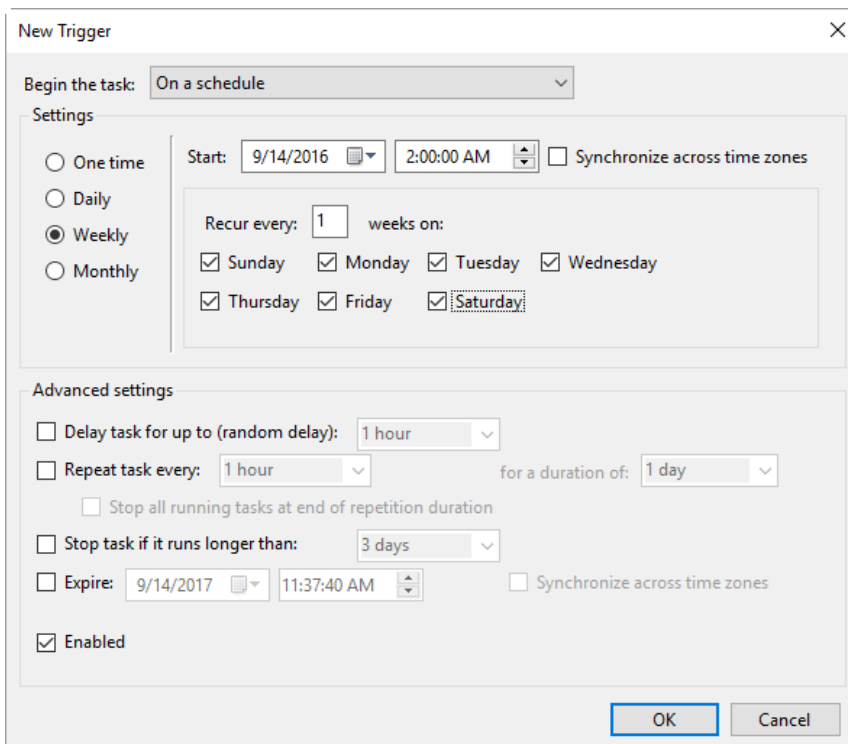 New Trigger
Begin the task: On a schedule
Settings
One time
Start: 9/14/2016 2:00:00 AM Synchronize across time zones
Daily
Recur every: 1 weeks on:
Weekly
Sunday Monday Tuesday Wednesday
Monthly
Thursday Friday Saturday
Advanced settings
Delay task for up to (random delay): 1 hour
Repeat task every: 1 hour for a duration of: 1 day
Stop all running tasks at end of repetition duration
Stop task if it runs longer than: 3 days
Expire: 9/14/2017 11:37:40 AM Synchronize across time zones
Enabled
OK Cancel